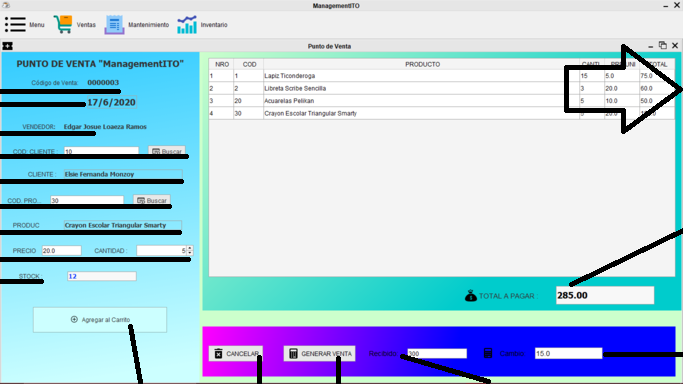 ManagementITO
Menu Ventas Mantenimiento Inventario
Punto de Venta
PUNTO DE VENTA "ManagementITO"
Código de Venta: 0000003
17/6/2020
VENDEDOR: Edgar Josue Loaeza Ramos
COD. CLIENTE: 10 Buscar
CLIENTE Elsie Fernanda Monzoy
COD. PRO... 30 Buscar
PRODUC Crayon Escolar Triangular Smarty
PRECIO 20.0 CANTIDAD: 5
STOCK: 12
Agregar al Carrito
NRO COD PRODUCTO CANTI UNI TOTAL
1 1 Lapiz Ticonderoga 15 5.0 75.0
2 2 Libreta Scribe Sencilla 3 20.0 60.0
3 20 Acuarelas Pelikan 5 10.0 50.0
4 30 Crayon Escolar Triangular Smarty 5 20.0
TOTAL A PAGAR: 285.00
CANCELAR GENERAR VENTA Recibido: 300 15.0